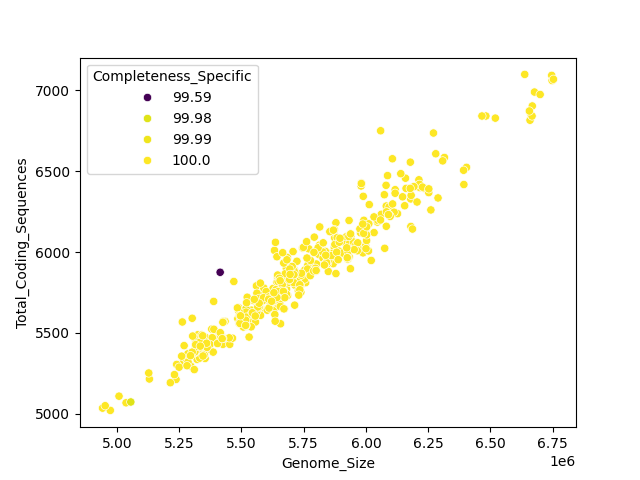 Completeness_Specific
99.59
99.98
99.99
100.0
7000
6500
6000
5500
5000
Total_Coding_Sequences
5.00 5.25 5.50 5.75 6.00 6.25 6.50 6.75
1e6
Genome_Size